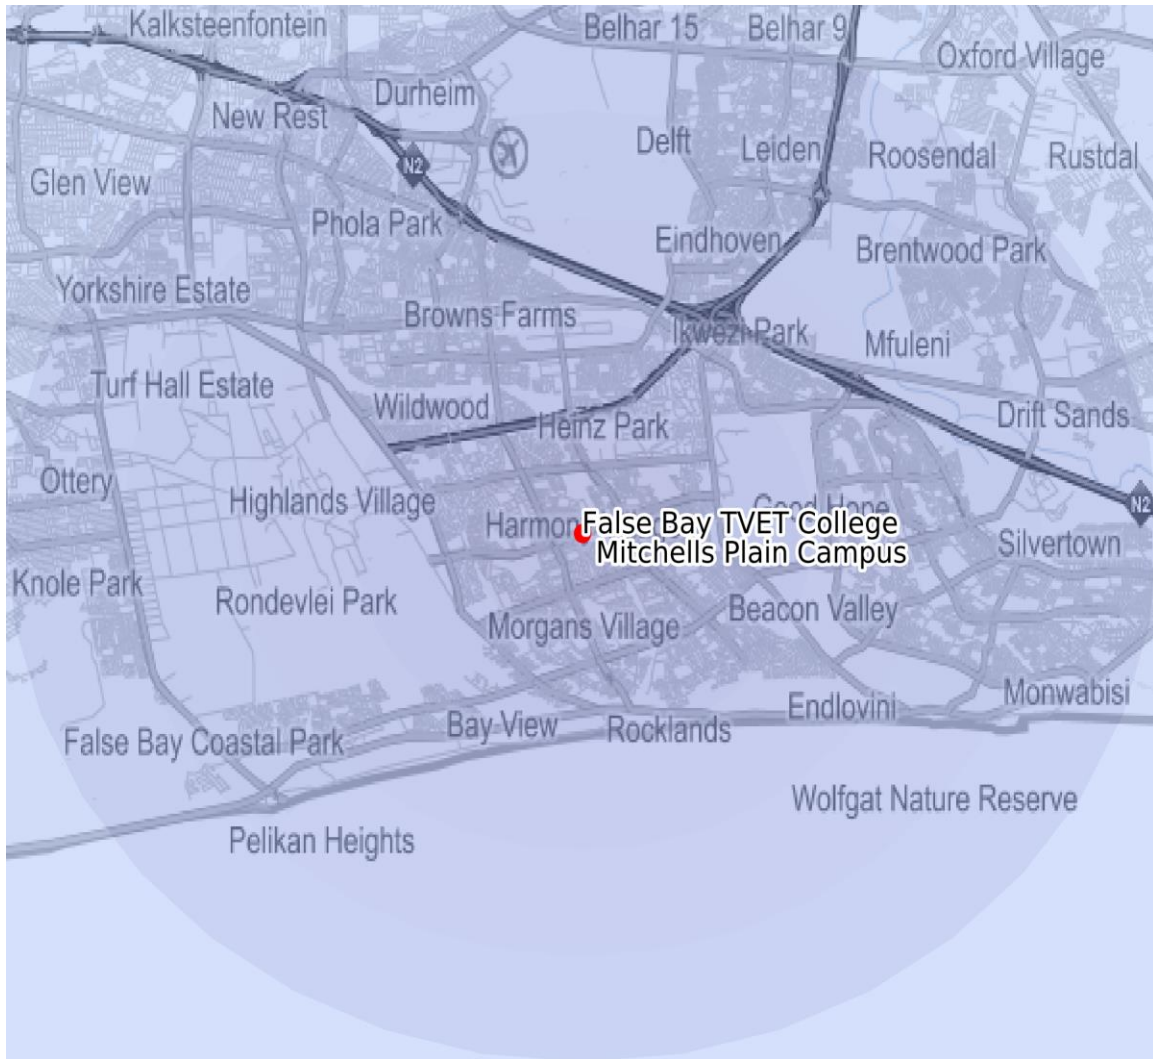 Kalksteenfontein
Belhar 15
Belhar 9
Oxford Village
Durheim
New Rest
Delft
Leiden
Roosendal
Rustdal
N2
Glen View
Phola Park
Eindhoven
Brentwood Park
Yorkshire Estate
Browns Farms
Ikwezi Park
Mfuleni
Turf Hall Estate
Wildwood
Heinz Park
Drift Sands
Ottery
Highlands Village
Good Hope
N2
Harmon
False Bay TVET College
Mitchells Plain Campus
Silvertown
Knole Park
Rondevlei Park
Beacon Valley
Morgans Village
Monwabisi
Endlovini
Bay View
Rocklands
False Bay Coastal Park
Wolfgat Nature Reserve
Pelikan Heights